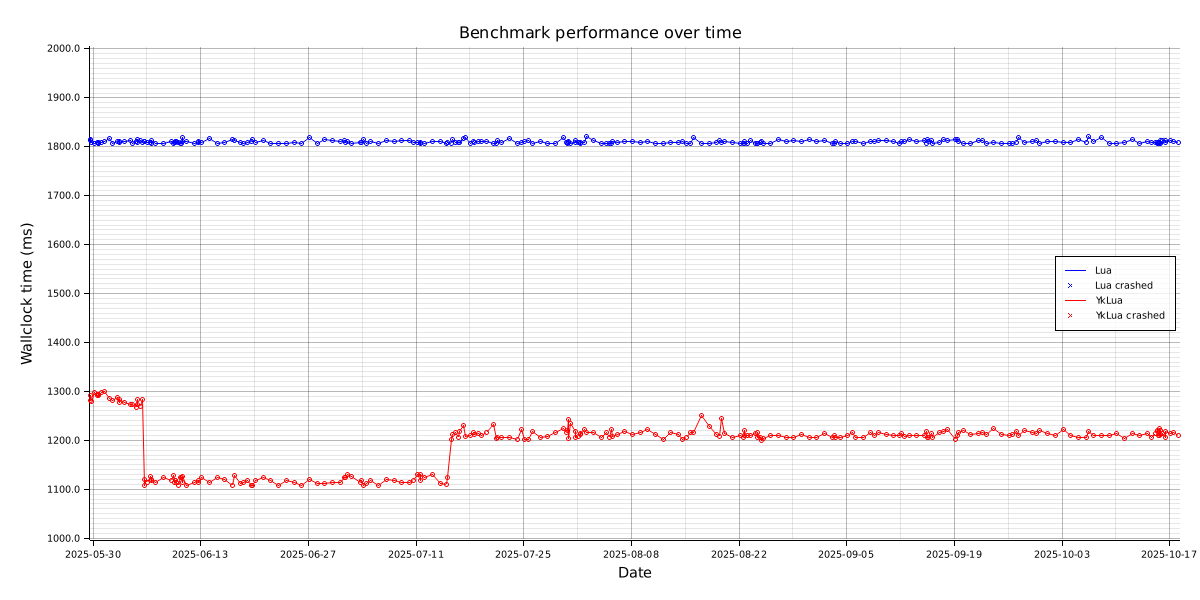 Benchmark performance over time
2000.0
1900.0
1800.0
1700.0
1600.0
1500.0
1400.0
1300.0
1200.0
1100.0
1000.0
Wallclock time (ms)
Lua
Lua crashed
YkLua
YkLua crashed
2025-05-30 2025-06-13 2025-06-27 2025-07-11 2025-07-25 2025-08-08 2025-08-22 2025-09-05 2025-09-19 2025-10-03 2025-10-17
Date